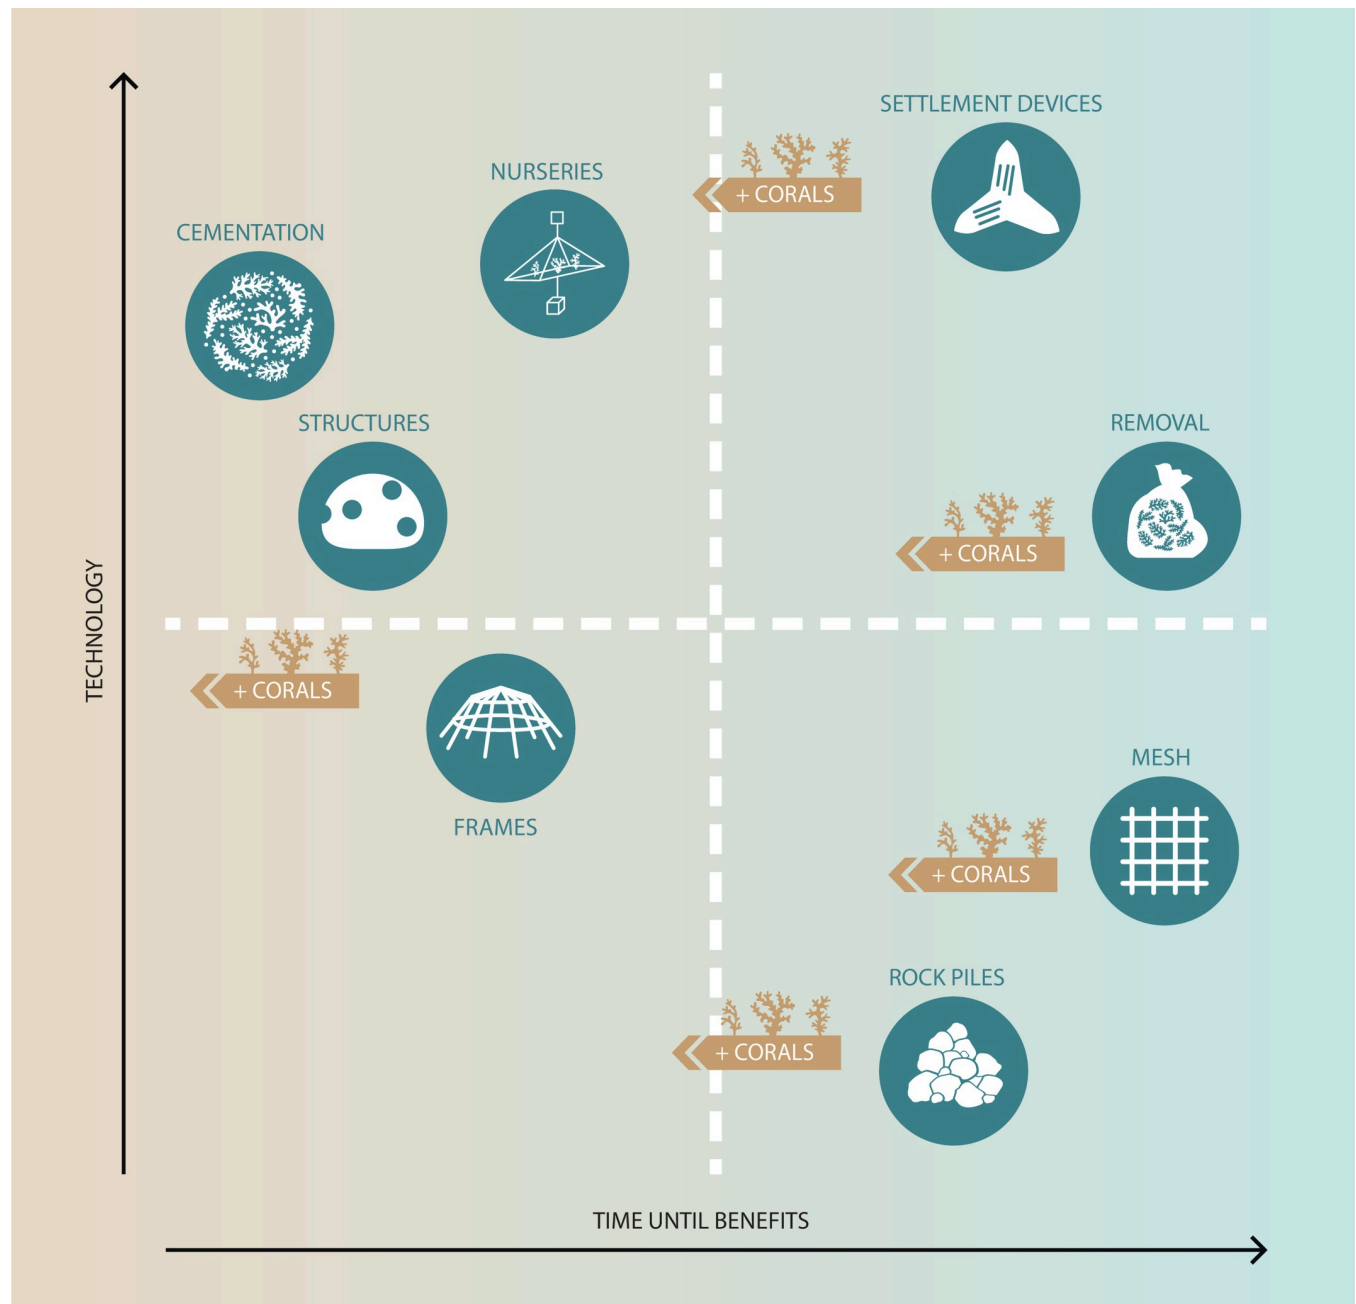 SETTLEMENT DEVICES
NURSERIES
+ CORALS
CEMENTATION
STRUCTURES
REMOVAL
+ CORALS
TECHNOLOGY
+ CORALS
MESH
FRAMES
+ CORALS
ROCK PILES
+ CORALS
TIME UNTIL BENEFITS